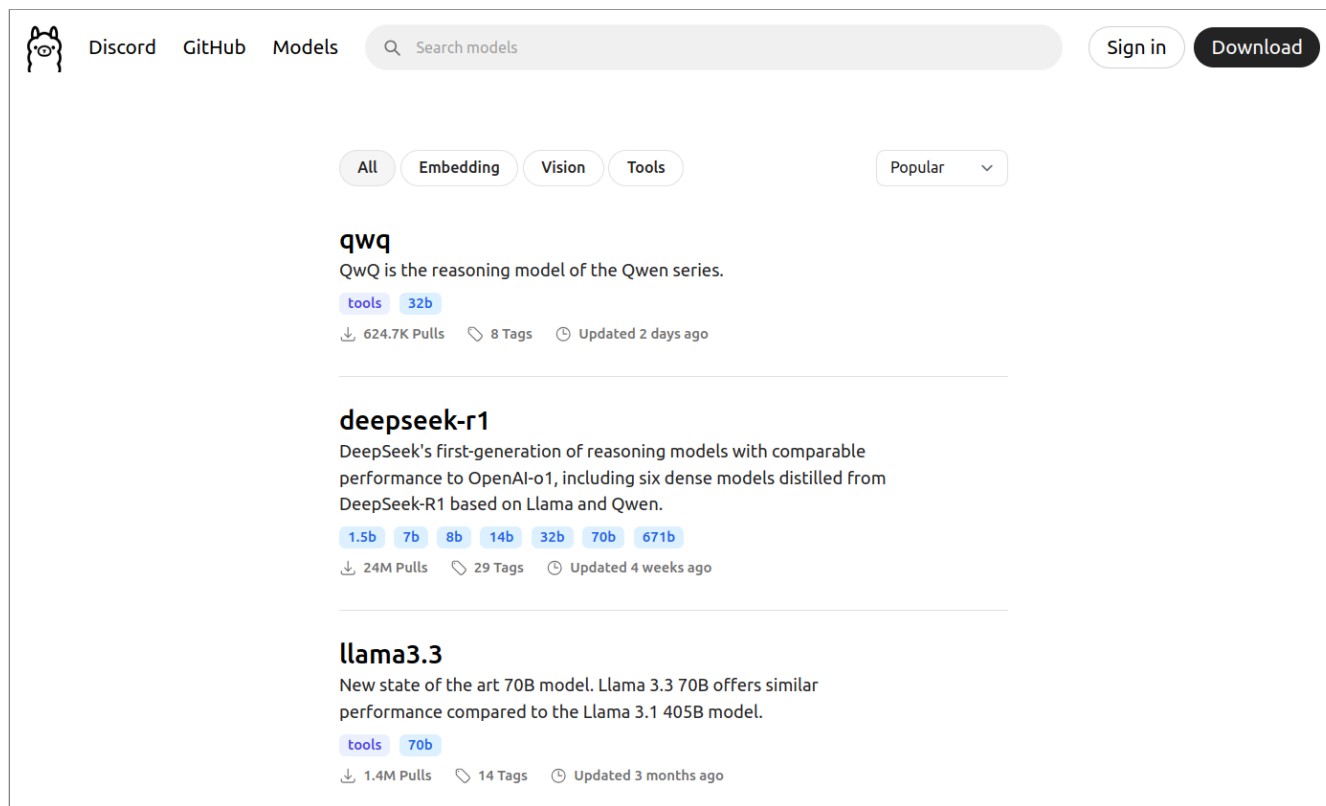 Discord GitHub Models Search models Sign in Download
All Embedding Vision Tools Popular
qwq
QwQ is the reasoning model of the Qwen series.
tools 32b
624.7K Pulls 8 Tags Updated 2 days ago
deepseek-r1
DeepSeek's first-generation of reasoning models with comparable
performance to OpenAI-o1, including six dense models distilled from
DeepSeek-R1 based on Llama and Qwen.
1.5b 7b 8b 14b 32b 70b 671b
24M Pulls 29 Tags Updated 4 weeks ago
llama3.3
New state of the art 70B model. Llama 3.3 70B offers similar
performance compared to the Llama 3.1 405B model.
tools 70b
1.4M Pulls 14 Tags Updated 3 months ago